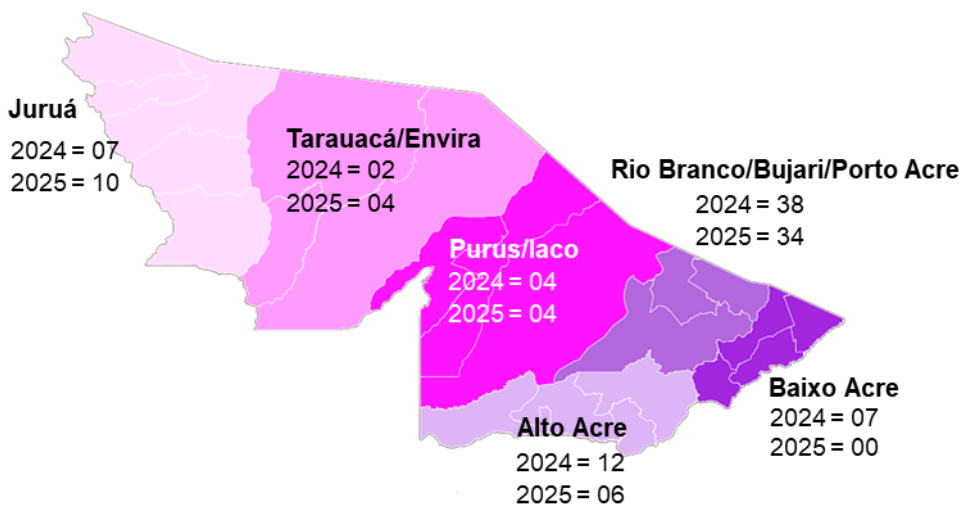 Juruá
2024 = 07
2025 = 10
Tarauacá/Envira
2024 = 02
2025 = 04
Purus/Iaco
2024 = 04
2025 = 04
Rio Branco/Bujari/Porto Acre
2024 = 38
2025 = 34
Baixo Acre
2024 = 07
2025 = 00
Alto Acre
2024 = 12
2025 = 06